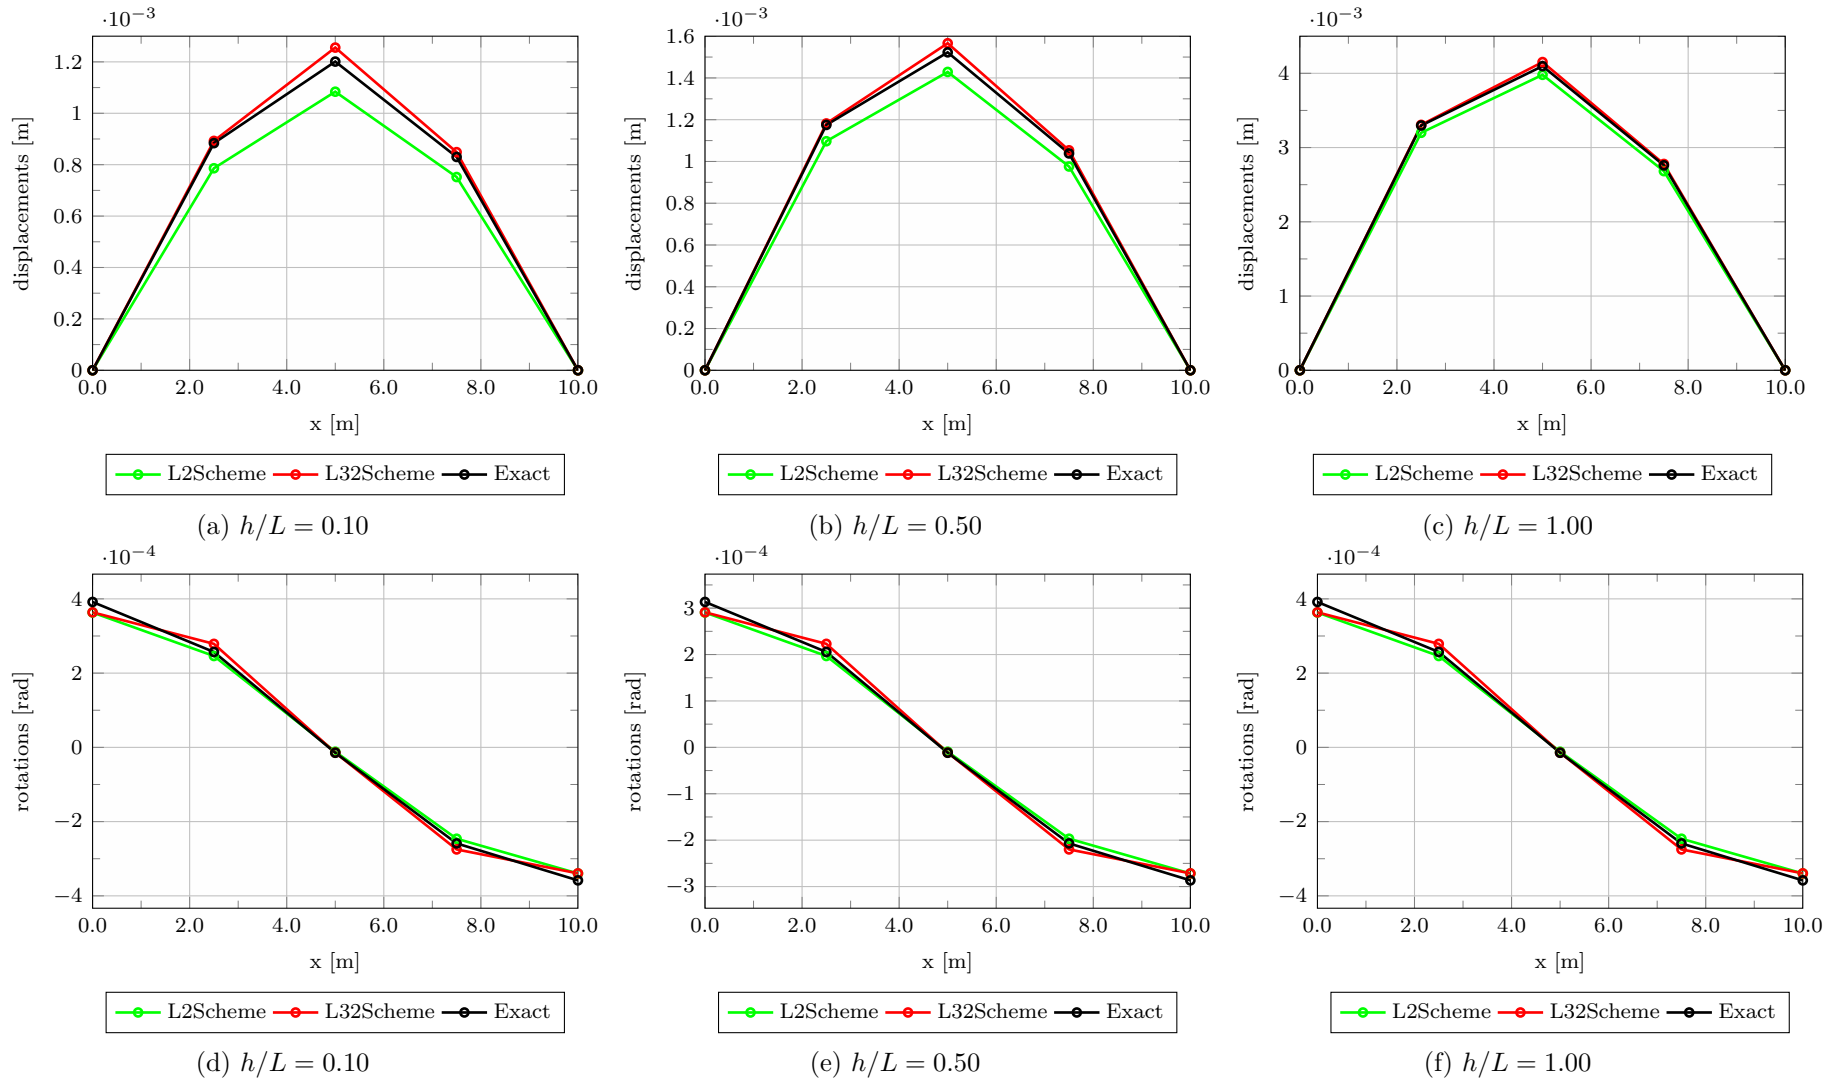 ·10⁻³
1.2
1
0.8
0.6
0.4
0.2
0
displacements [m]
0.0 2.0 4.0 6.0 8.0 10.0
x [m]
L2Scheme L32Scheme Exact
(a) h/L = 0.10
·10⁻³
1.6
1.4
1.2
1
0.8
0.6
0.4
0.2
0
displacements [m]
0.0 2.0 4.0 6.0 8.0 10.0
x [m]
L2Scheme L32Scheme Exact
(b) h/L = 0.50
·10⁻³
4
3
2
1
0
displacements [m]
0.0 2.0 4.0 6.0 8.0 10.0
x [m]
L2Scheme L32Scheme Exact
(c) h/L = 1.00
·10⁻⁴
4
2
0
−2
−4
rotations [rad]
0.0 2.0 4.0 6.0 8.0 10.0
x [m]
L2Scheme L32Scheme Exact
(d) h/L = 0.10
·10⁻⁴
3
2
1
0
−1
−2
−3
rotations [rad]
0.0 2.0 4.0 6.0 8.0 10.0
x [m]
L2Scheme L32Scheme Exact
(e) h/L = 0.50
·10⁻⁴
4
2
0
−2
−4
rotations [rad]
0.0 2.0 4.0 6.0 8.0 10.0
x [m]
L2Scheme L32Scheme Exact
(f) h/L = 1.00